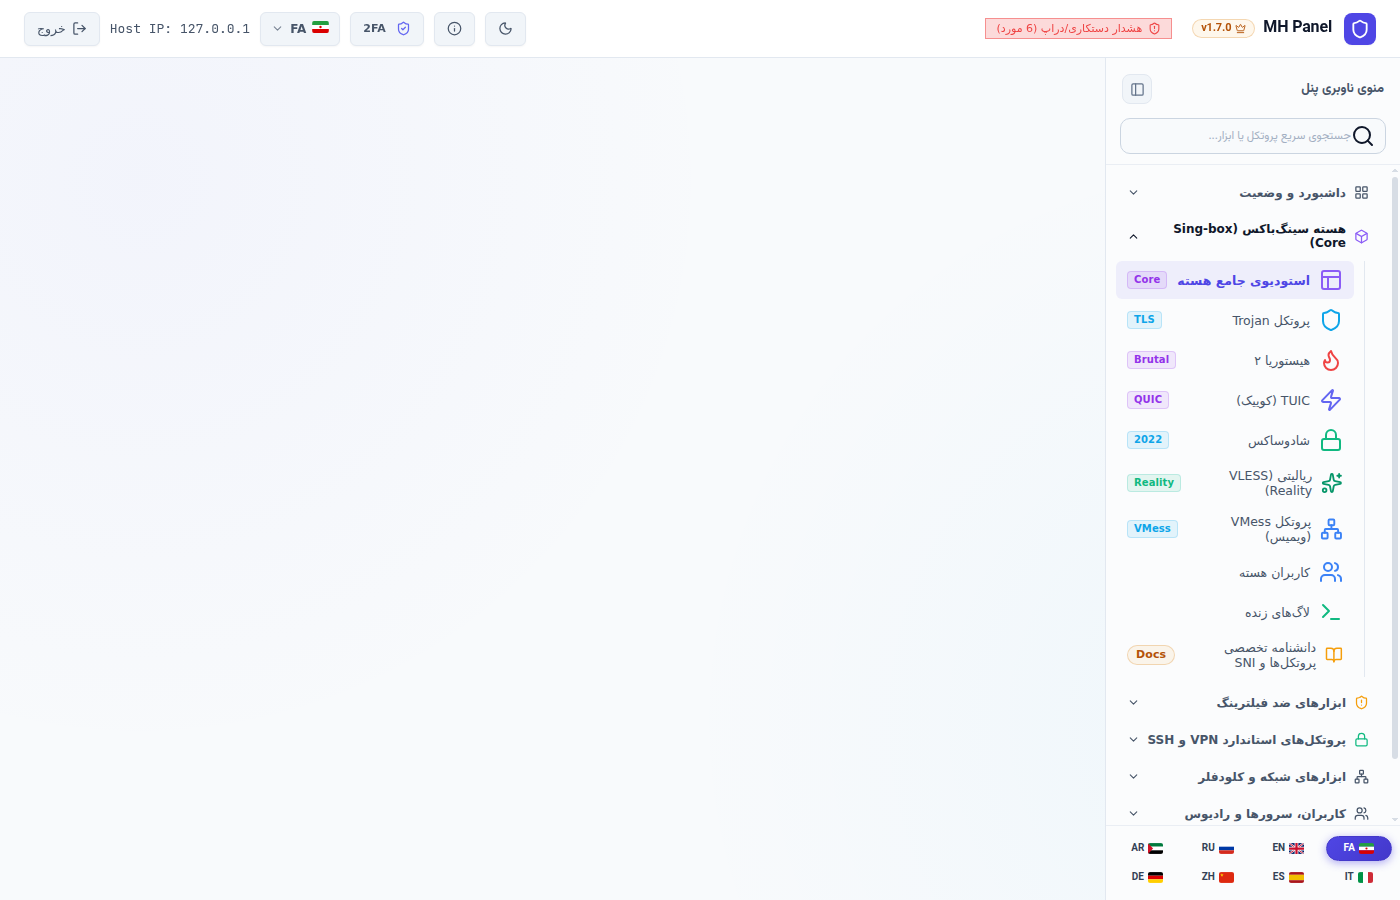 MH Panel
v1.7.0
هشدار دستکاری/دراپ (6 مورد)
2FA
FA
Host IP: 127.0.0.1
خروج
منوی ناوبری پنل
جستجوی سریع پروتکل یا ابزار...
داشبورد و وضعیت
هسته سینگ‌باکس (Sing-box
Core)
استودیوی جامع هسته
Core
پروتکل Trojan
TLS
هیستوریا ۲
Brutal
TUIC (کوییک)
QUIC
شادوساکس
2022
ریالیتی (VLESS
Reality)
Reality
پروتکل VMess
(ویمیس)
VMess
کاربران هسته
لاگ‌های زنده
دانشنامه تخصصی
پروتکل‌ها و SNI
Docs
ابزارهای ضد فیلترینگ
پروتکل‌های استاندارد VPN و SSH
ابزارهای شبکه و کلودفلر
کاربران، سرورها و رادیوس
FA
EN
RU
AR
IT
ES
ZH
DE